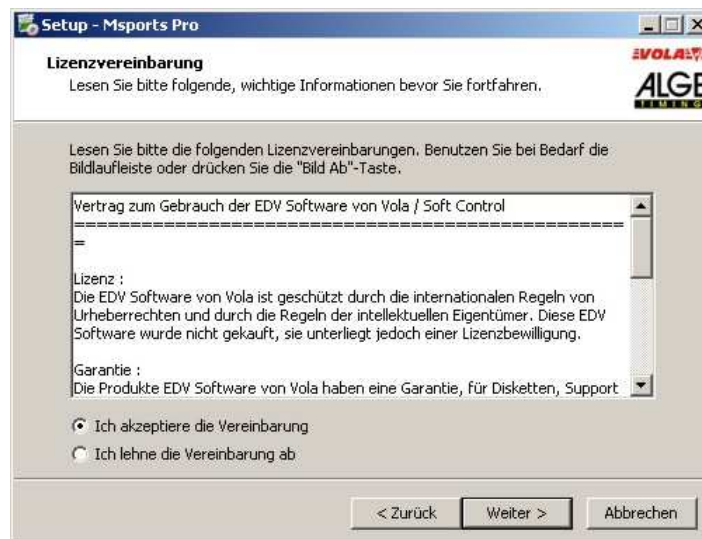 Setup - Msports Pro
Lizenzvereinbarung
Lesen Sie bitte folgende, wichtige Informationen bevor Sie fortfahren.
VOLA
ALGE
TIMING
Lesen Sie bitte die folgenden Lizenzvereinbarungen. Benutzen Sie bei Bedarf die
Bildlaufleiste oder drücken Sie die "Bild Ab"-Taste.
Vertrag zum Gebrauch der EDV Software von Vola / Soft Control
=======================================================
=
Lizenz :
Die EDV Software von Vola ist geschützt durch die internationalen Regeln von
Urheberrechten und durch die Regeln der intellektuellen Eigentümer. Diese EDV
Software wurde nicht gekauft, sie unterliegt jedoch einer Lizenzbewilligung.
Garantie :
Die Produkte EDV Software von Vola haben eine Garantie, für Disketten, Support
Ich akzeptiere die Vereinbarung
Ich lehne die Vereinbarung ab
< Zurück
Weiter >
Abbrechen